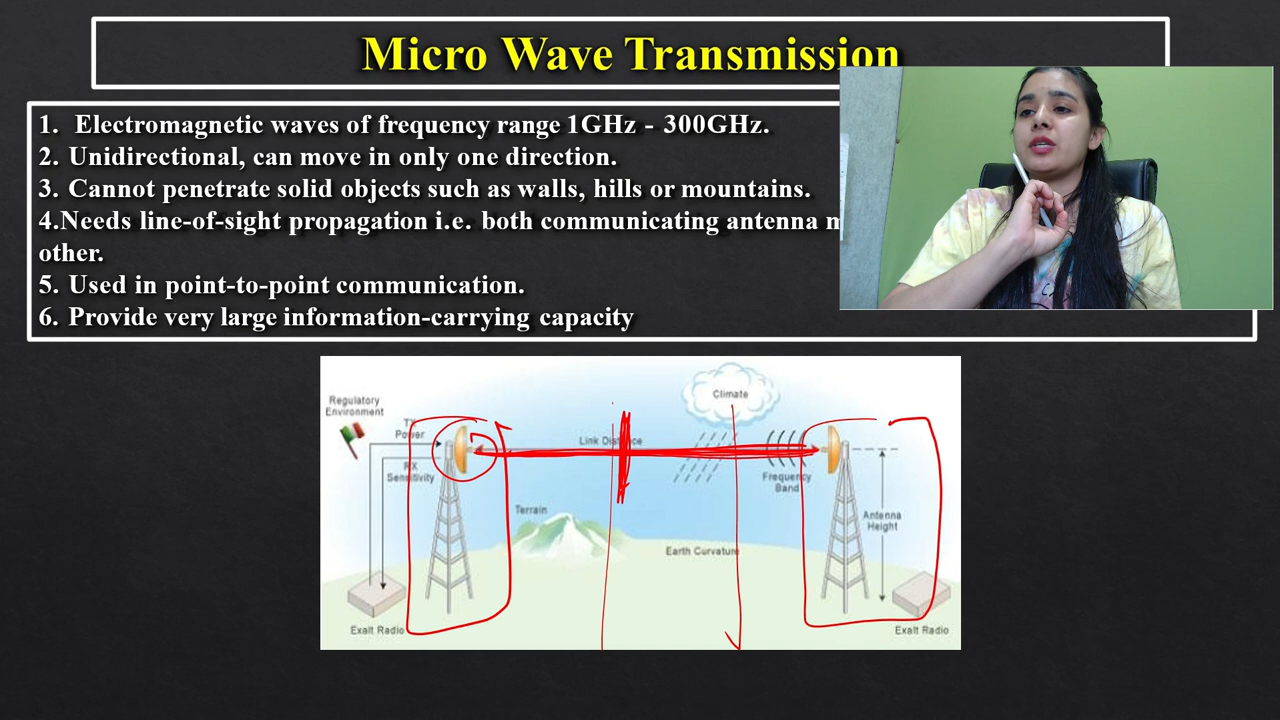 Micro Wave Transmission
1. Electromagnetic waves of frequency range 1GHz - 300GHz.
2. Unidirectional, can move in only one direction.
3. Cannot penetrate solid objects such as walls, hills or mountains.
4.Needs line-of-sight propagation i.e. both communicating antenna
other.
5. Used in point-to-point communication.
6. Provide very large information-carrying capacity
Climate
Regulatory
Environment
Power
Link Distance
RX
Sensitivity
Frequency
Band
Terrain
Antenna
Height
Earth Curvature
Exalt Radio
Exalt Radio